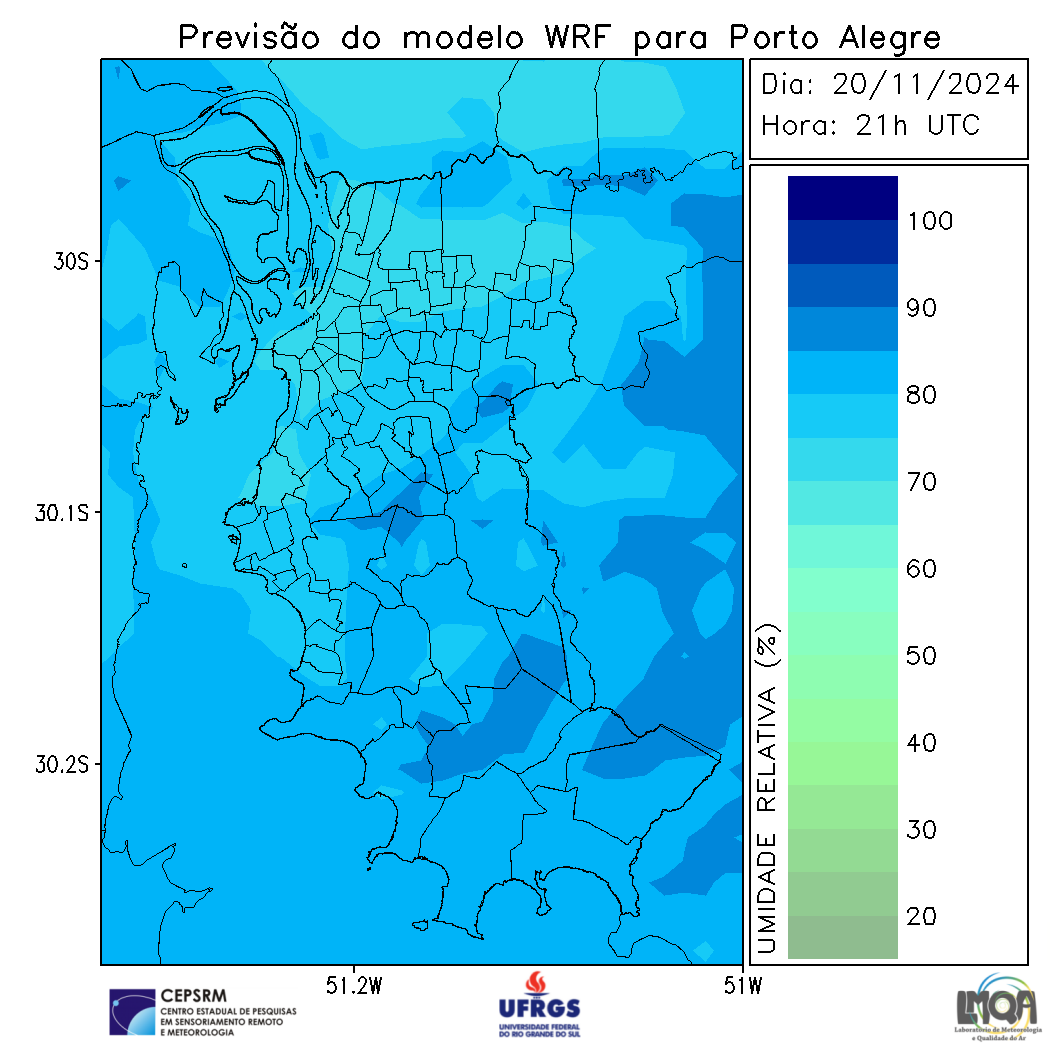 Previsão do modelo WRF para Porto Alegre
Dia: 20/11/2024
Hora: 21h UTC
30S
30.1S
30.2S
51.2W
51W
100
90
80
70
60
50
40
30
20
UMIDADE RELATIVA (%)
CEPSRM
CENTRO ESTADUAL DE PESQUISAS
EM SENSORIAMENTO REMOTO
E METEOROLOGIA
UFRGS
UNIVERSIDADE FEDERAL
DO RIO GRANDE DO SUL
LMQA
Laboratório de Meteorologia
e Qualidade do Ar